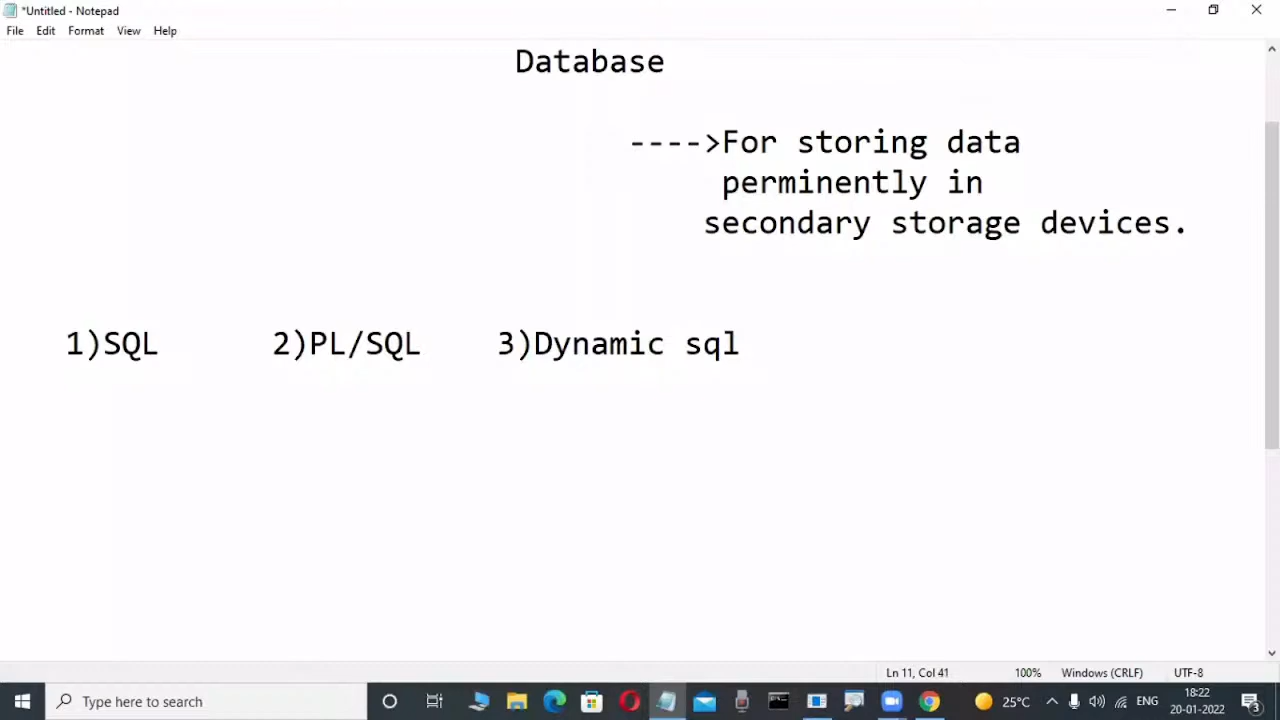 *Untitled - Notepad
File Edit Format View Help
Database
---->For storing data
perminently in
secondary storage devices.
1)SQL 2)PL/SQL 3)Dynamic sql
Ln 11, Col 41 100% Windows (CRLF) UTF-8
Type here to search
25°C ENG 18:22
20-01-2022 3